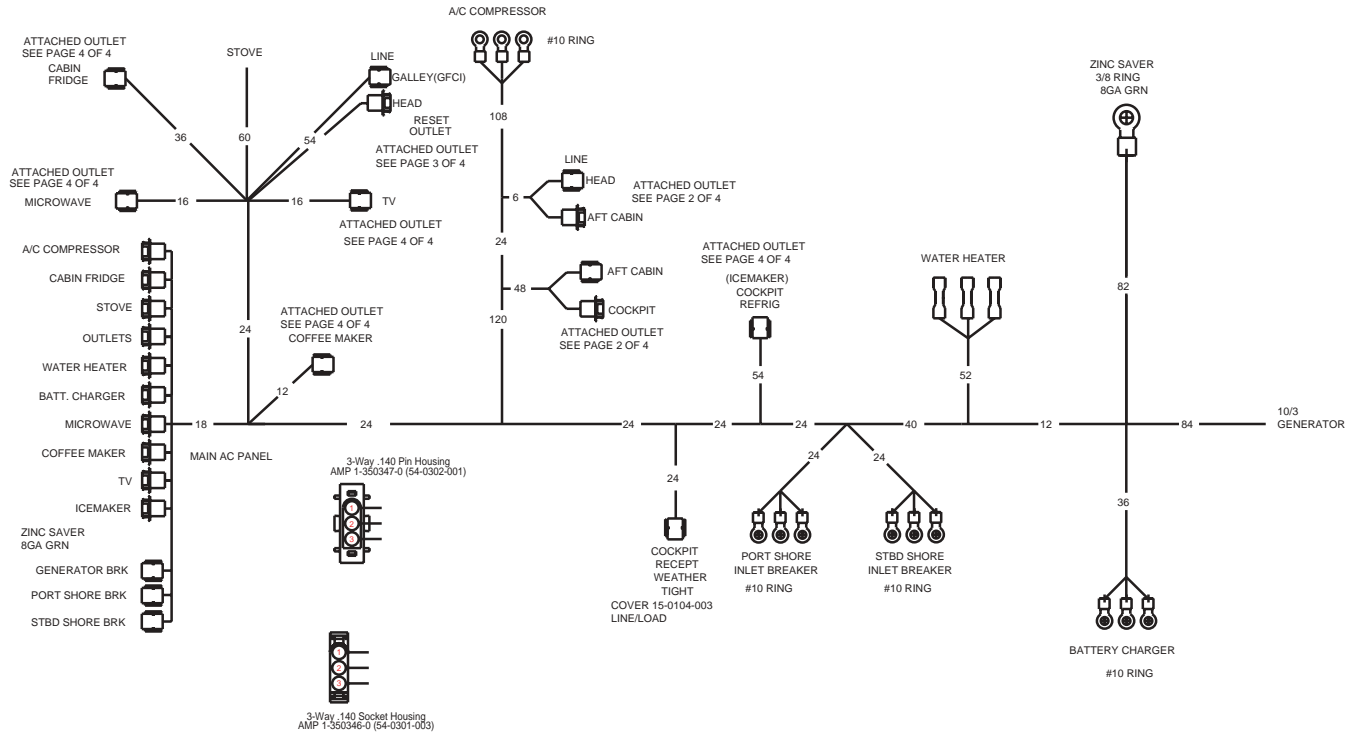 A/C COMPRESSOR
#10 RING
ATTACHED OUTLET
SEE PAGE 4 OF 4
CABIN
FRIDGE
STOVE
LINE
GALLEY(GFCI)
HEAD
RESET
OUTLET
ATTACHED OUTLET
SEE PAGE 3 OF 4
36
60
54
ATTACHED OUTLET
SEE PAGE 4 OF 4
MICROWAVE
16
16
TV
ATTACHED OUTLET
SEE PAGE 4 OF 4
108
LINE
HEAD
ATTACHED OUTLET
SEE PAGE 2 OF 4
6
AFT CABIN
24
AFT CABIN
48
COCKPIT
ATTACHED OUTLET
SEE PAGE 2 OF 4
120
ZINC SAVER
3/8 RING
8GA GRN
82
ATTACHED OUTLET
SEE PAGE 4 OF 4
(ICEMAKER)
COCKPIT
REFRIG
54
WATER HEATER
52
A/C COMPRESSOR
CABIN FRIDGE
STOVE
OUTLETS
WATER HEATER
BATT. CHARGER
MICROWAVE
COFFEE MAKER
TV
ICEMAKER
ZINC SAVER
8GA GRN
GENERATOR BRK
PORT SHORE BRK
STBD SHORE BRK
24
ATTACHED OUTLET
SEE PAGE 4 OF 4
COFFEE MAKER
12
18
24
24
24
24
40
12
84
10/3
GENERATOR
MAIN AC PANEL
3-Way .140 Pin Housing
AMP 1-350347-0 (54-0302-001)
1
2
3
1
2
3
3-Way .140 Socket Housing
AMP 1-350346-0 (54-0301-003)
24
COCKPIT
RECEPT
WEATHER
TIGHT
COVER 15-0104-003
LINE/LOAD
24
24
PORT SHORE
INLET BREAKER
#10 RING
STBD SHORE
INLET BREAKER
#10 RING
36
BATTERY CHARGER
#10 RING